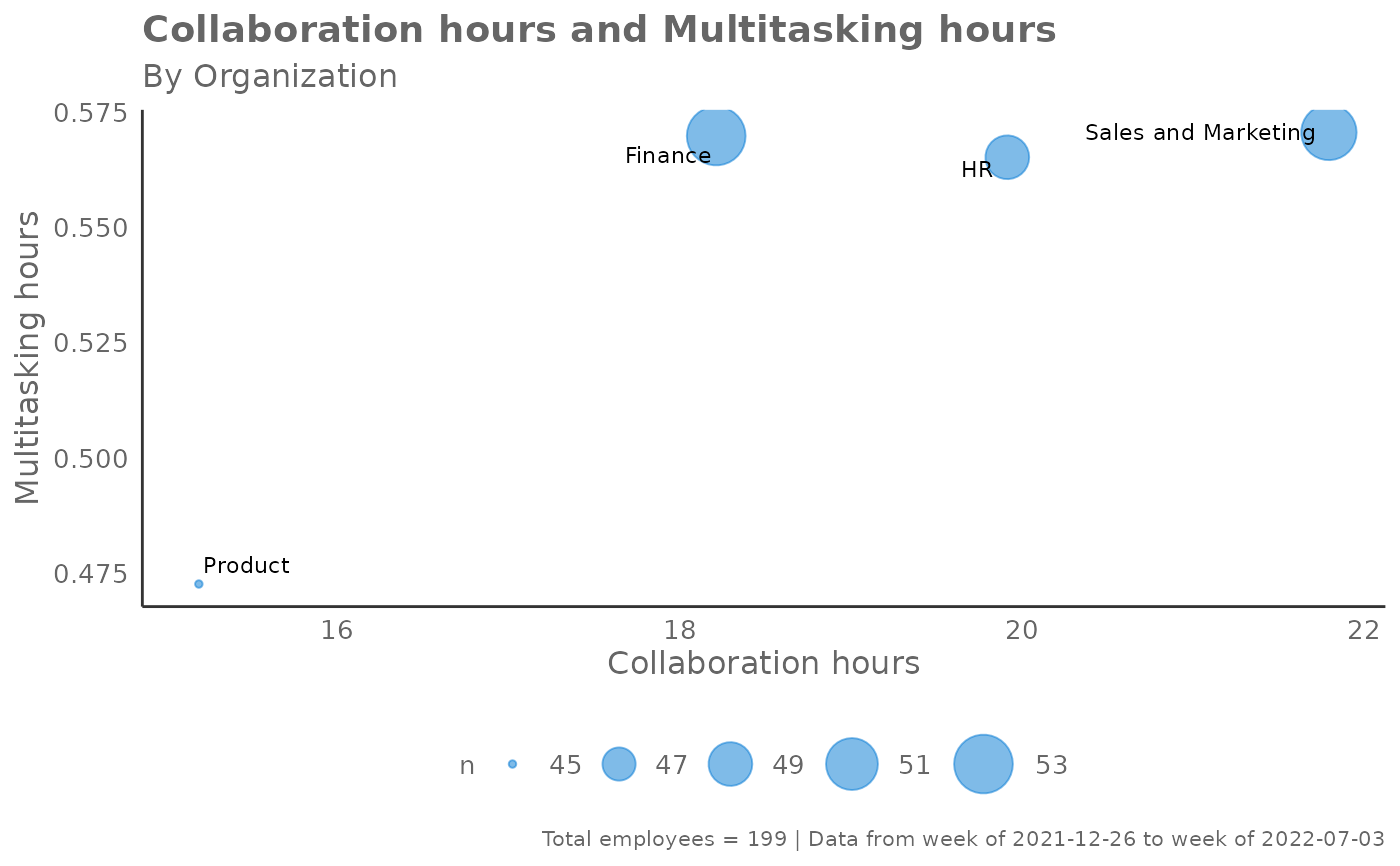 Collaboration hours and Multitasking hours
By Organization
0.575
0.550
0.525
0.500
0.475
Multitasking hours
Finance
HR
Sales and Marketing
Product
16 18 20 22
Collaboration hours
n 45 47 49 51 53
Total employees = 199 | Data from week of 2021-12-26 to week of 2022-07-03